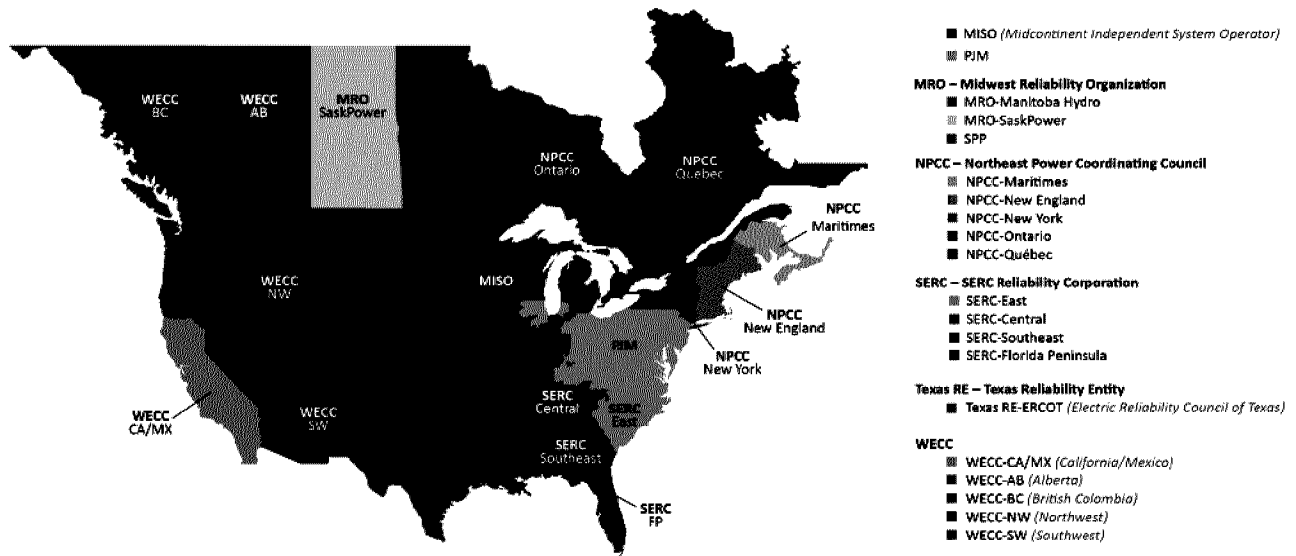 WECC
BC
WECC
AB
MRO
SaskPower
NPCC
Ontario
NPCC
Québec
NPCC
Maritimes
WECC
NW
MISO
NPCC
New England
PJM
NPCC
New York
WECC
CA/MX
WECC
SW
SERC
Central
SERC
East
SERC
Southeast
SERC
FP
MISO (Midcontinent Independent System Operator)
PJM
MRO – Midwest Reliability Organization
MRO-Manitoba Hydro
MRO-SaskPower
SPP
NPCC – Northeast Power Coordinating Council
NPCC-Maritimes
NPCC-New England
NPCC-New York
NPCC-Ontario
NPCC-Québec
SERC – SERC Reliability Corporation
SERC-East
SERC-Central
SERC-Southeast
SERC-Florida Peninsula
Texas RE – Texas Reliability Entity
Texas RE-ERCOT (Electric Reliability Council of Texas)
WECC
WECC-CA/MX (California/Mexico)
WECC-AB (Alberta)
WECC-BC (British Colombia)
WECC-NW (Northwest)
WECC-SW (Southwest)